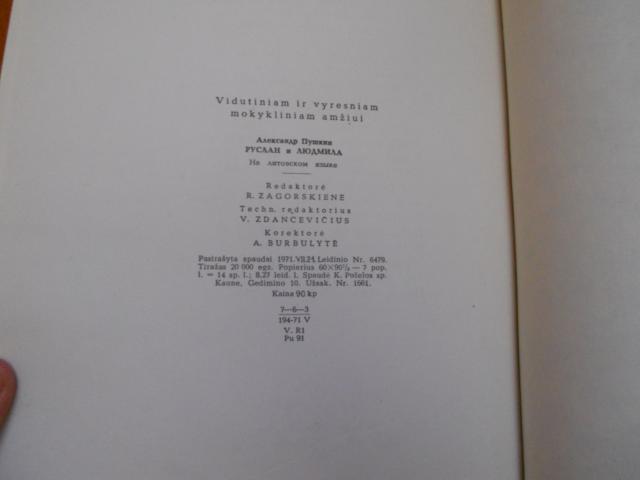 Vidutiniam ir vyresniam
mokykliniam amžiui
Александр Пушкин
РУСЛАН и ЛЮДМИЛА
На литовском языке
Redaktorė
R. ZAGORSKIENĖ
Techn. redaktorius
V. ZDANCEVIČIUS
Korektorė
A. BURBULYTĖ
Pasirašyta spaudai 1971.VII.21. Leidinio Nr. 6479.
Tiražas 20 000 egz. Popierius 60×90¹/₈ — 7 pop.
l. = 14 sp. l.; 8,27 leid. l. Spaudė K. Poželos sp.
Kaune, Gedimino 10. Užsak. Nr. 1661.
Kaina 90 kp
7—6—3
194-71 V
V. R1
Pu 91